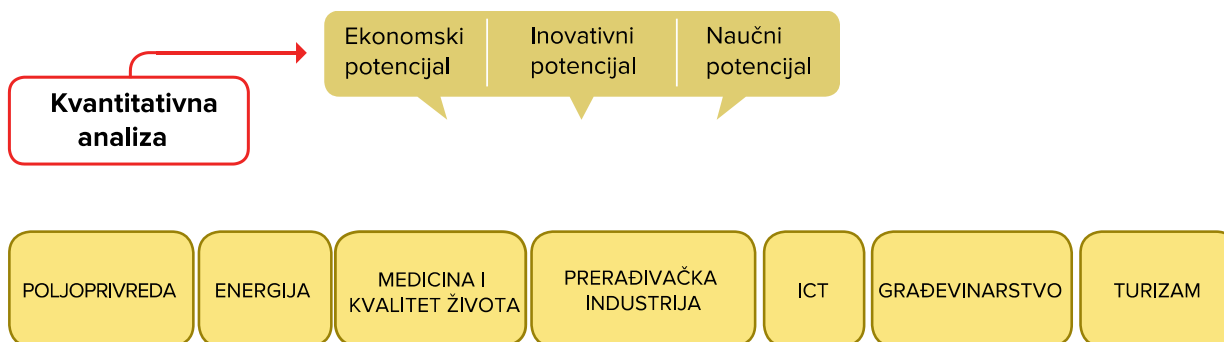 Ekonomski
potencijal
Inovativni
potencijal
Naučni
potencijal
Kvantitativna
analiza
POLJOPRIVREDA
ENERGIJA
MEDICINA I
KVALITET ŽIVOTA
PRERAĐIVAČKA
INDUSTRIJA
ICT
GRAĐEVINARSTVO
TURIZAM